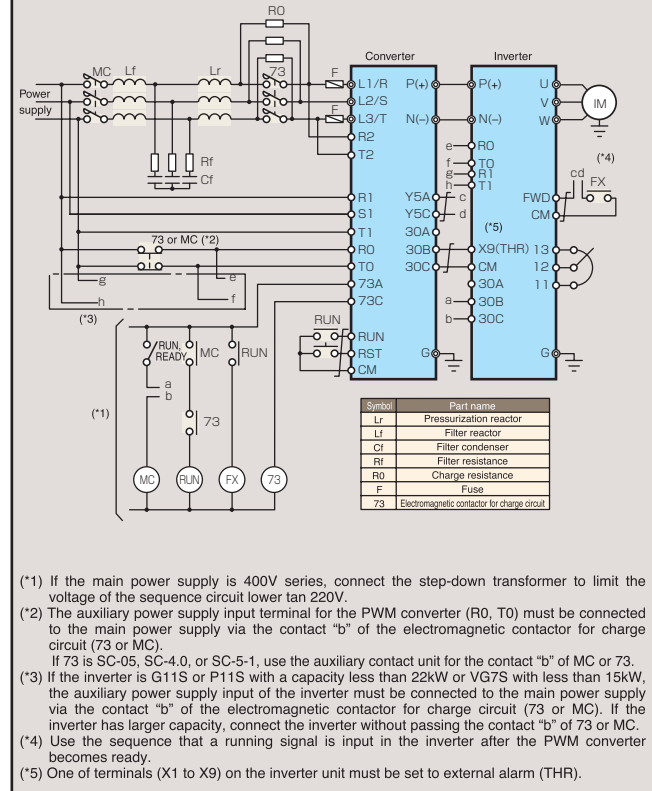 R0
Converter
Inverter
MC Lf Lr 73 F
L1/R P(+) P(+) U
Power
supply
L2/S V IM
F
L3/T N(−) N(−) W
R2
T2
e R0
f T0
g R1
h T1
(*4)
cd
FX
Rf
Cf
R1 Y5A c FWD
S1 Y5C d CM
T1 30A (*5)
73 or MC (*2)
R0 30B X9(THR) 13
T0 30C CM 12
g e
73A 30A 11
h f
73C a 30B
(*3)
b 30C
RUN
RUN
RST G G
CM
RUN,
READY
MC RUN
a
b
(*1)
73
MC RUN FX 73
Symbol Part name
Lr Pressurization reactor
Lf Filter reactor
Cf Filter condenser
Rf Filter resistance
R0 Charge resistance
F Fuse
73 Electromagnetic contactor for charge circuit
(*1) If the main power supply is 400V series, connect the step-down transformer to limit the
voltage of the sequence circuit lower tan 220V.
(*2) The auxiliary power supply input terminal for the PWM converter (R0, T0) must be connected
to the main power supply via the contact “b” of the electromagnetic contactor for charge
circuit (73 or MC).
If 73 is SC-05, SC-4.0, or SC-5-1, use the auxiliary contact unit for the contact “b” of MC or 73.
(*3) If the inverter is G11S or P11S with a capacity less than 22kW or VG7S with less than 15kW,
the auxiliary power supply input of the inverter must be connected to the main power supply
via the contact “b” of the electromagnetic contactor for charge circuit (73 or MC). If the
inverter has larger capacity, connect the inverter without passing the contact “b” of 73 or MC.
(*4) Use the sequence that a running signal is input in the inverter after the PWM converter
becomes ready.
(*5) One of terminals (X1 to X9) on the inverter unit must be set to external alarm (THR).